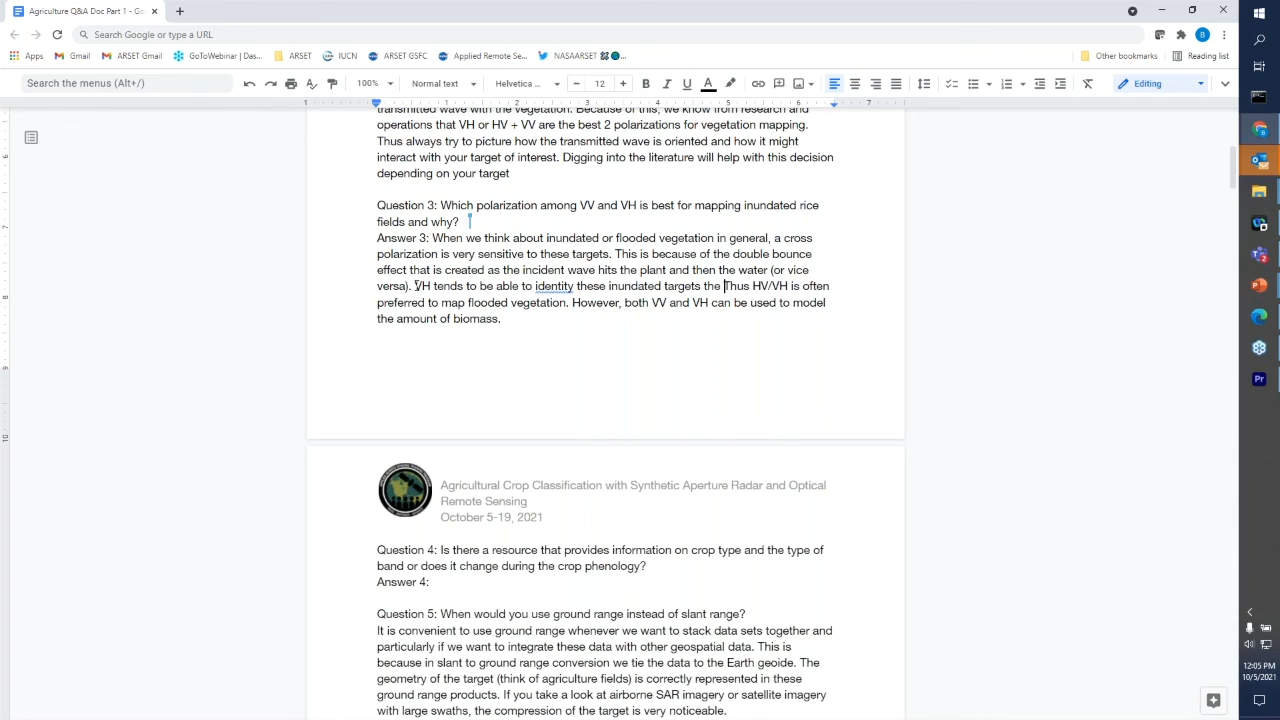 Agriculture Q&A Doc Part 1 - Go
Search Google or type a URL
B
Apps Gmail ARSET Gmail GoToWebinar | Das... ARSET IUCN ARSET GSFC Applied Remote Se... NASAARSET Other bookmarks Reading list
Search the menus (Alt+/) 100% Normal text Helvetica ... 12 B I U A Editing
1 1 2 3 4 5 6 7
transmitted wave with the vegetation. Because of this, we know from research and
operations that VH or HV + VV are the best 2 polarizations for vegetation mapping.
Thus always try to picture how the transmitted wave is oriented and how it might
interact with your target of interest. Digging into the literature will help with this decision
depending on your target
Question 3: Which polarization among VV and VH is best for mapping inundated rice
fields and why?
Answer 3: When we think about inundated or flooded vegetation in general, a cross
polarization is very sensitive to these targets. This is because of the double bounce
effect that is created as the incident wave hits the plant and then the water (or vice
versa). VH tends to be able to identity these inundated targets the Thus HV/VH is often
preferred to map flooded vegetation. However, both VV and VH can be used to model
the amount of biomass.
Agricultural Crop Classification with Synthetic Aperture Radar and Optical
Remote Sensing
October 5-19, 2021
Question 4: Is there a resource that provides information on crop type and the type of
band or does it change during the crop phenology?
Answer 4:
Question 5: When would you use ground range instead of slant range?
It is convenient to use ground range whenever we want to stack data sets together and
particularly if we want to integrate these data with other geospatial data. This is
because in slant to ground range conversion we tie the data to the Earth geoide. The
geometry of the target (think of agriculture fields) is correctly represented in these
ground range products. If you take a look at airborne SAR imagery or satellite imagery
with large swaths, the compression of the target is very noticeable.
Pr
12:05 PM
10/5/2021